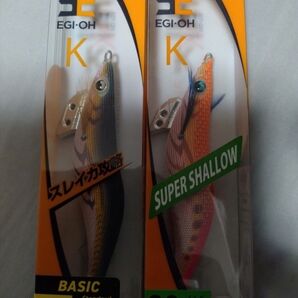 EGI-OH
K
スレイカ攻略
BASIC
EGI-OH
K
SUPER SHALLOW